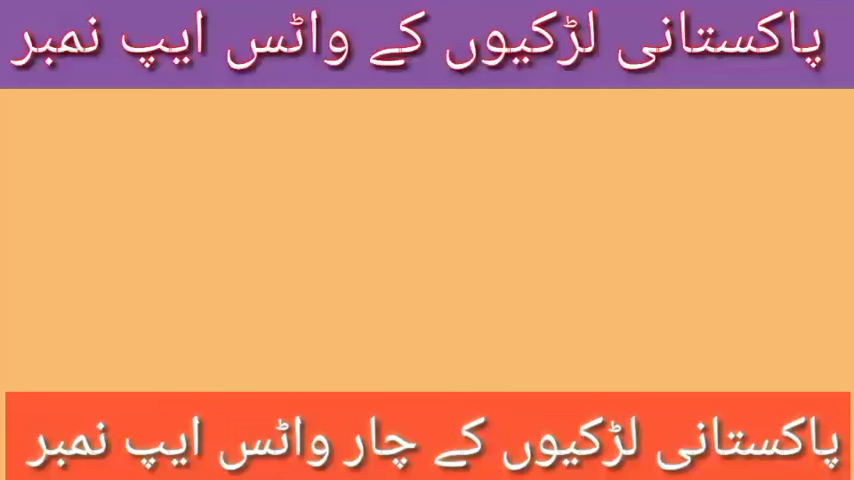 پاکستانی لڑکیوں کے واٹس ایپ نمبر
پاکستانی لڑکیوں کے چار واٹس ایپ نمبر